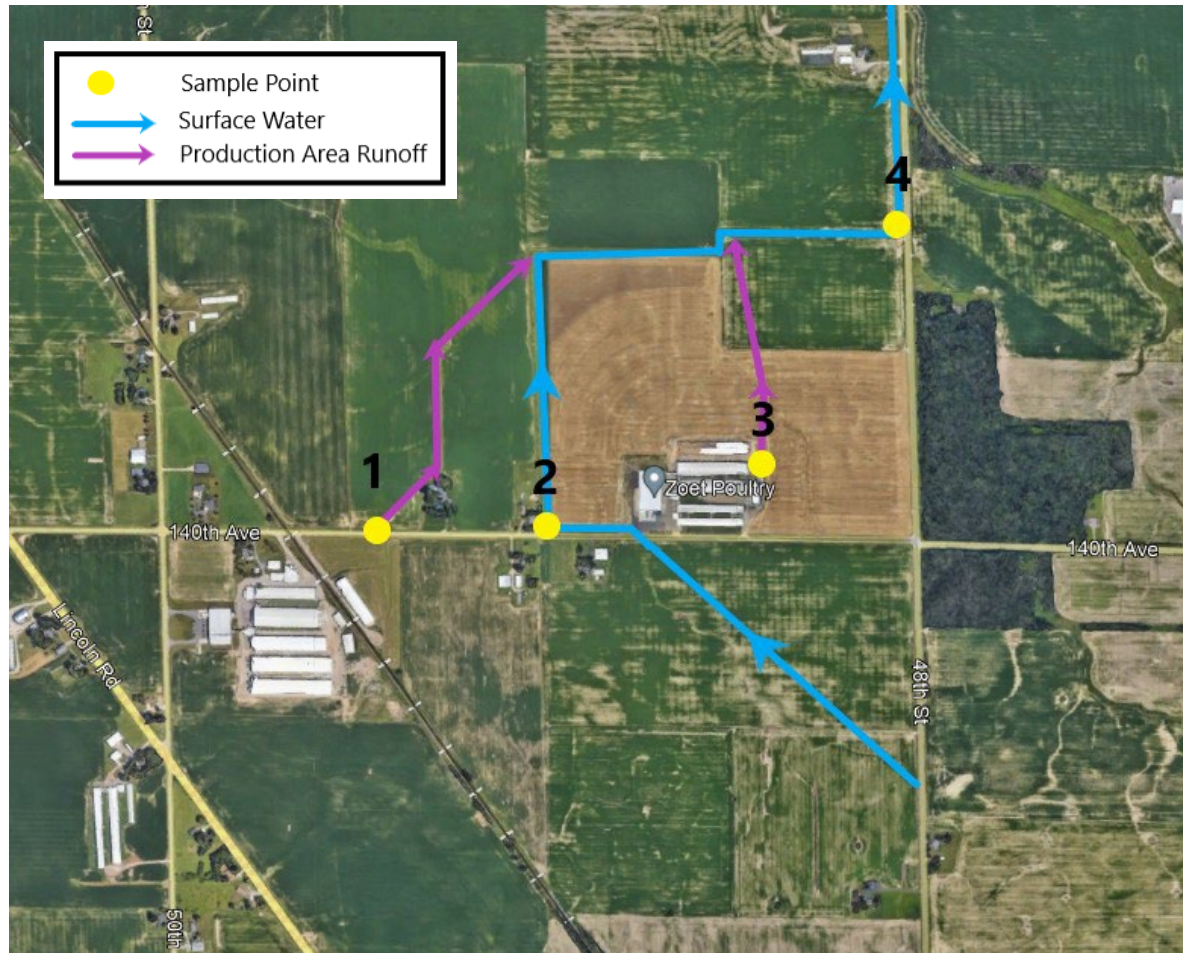 St
Sample Point
Surface Water
Production Area Runoff
4
3
1
2
Zoet Poultry
140th Ave
140th Ave
Lincoln Rd
48th St
50th